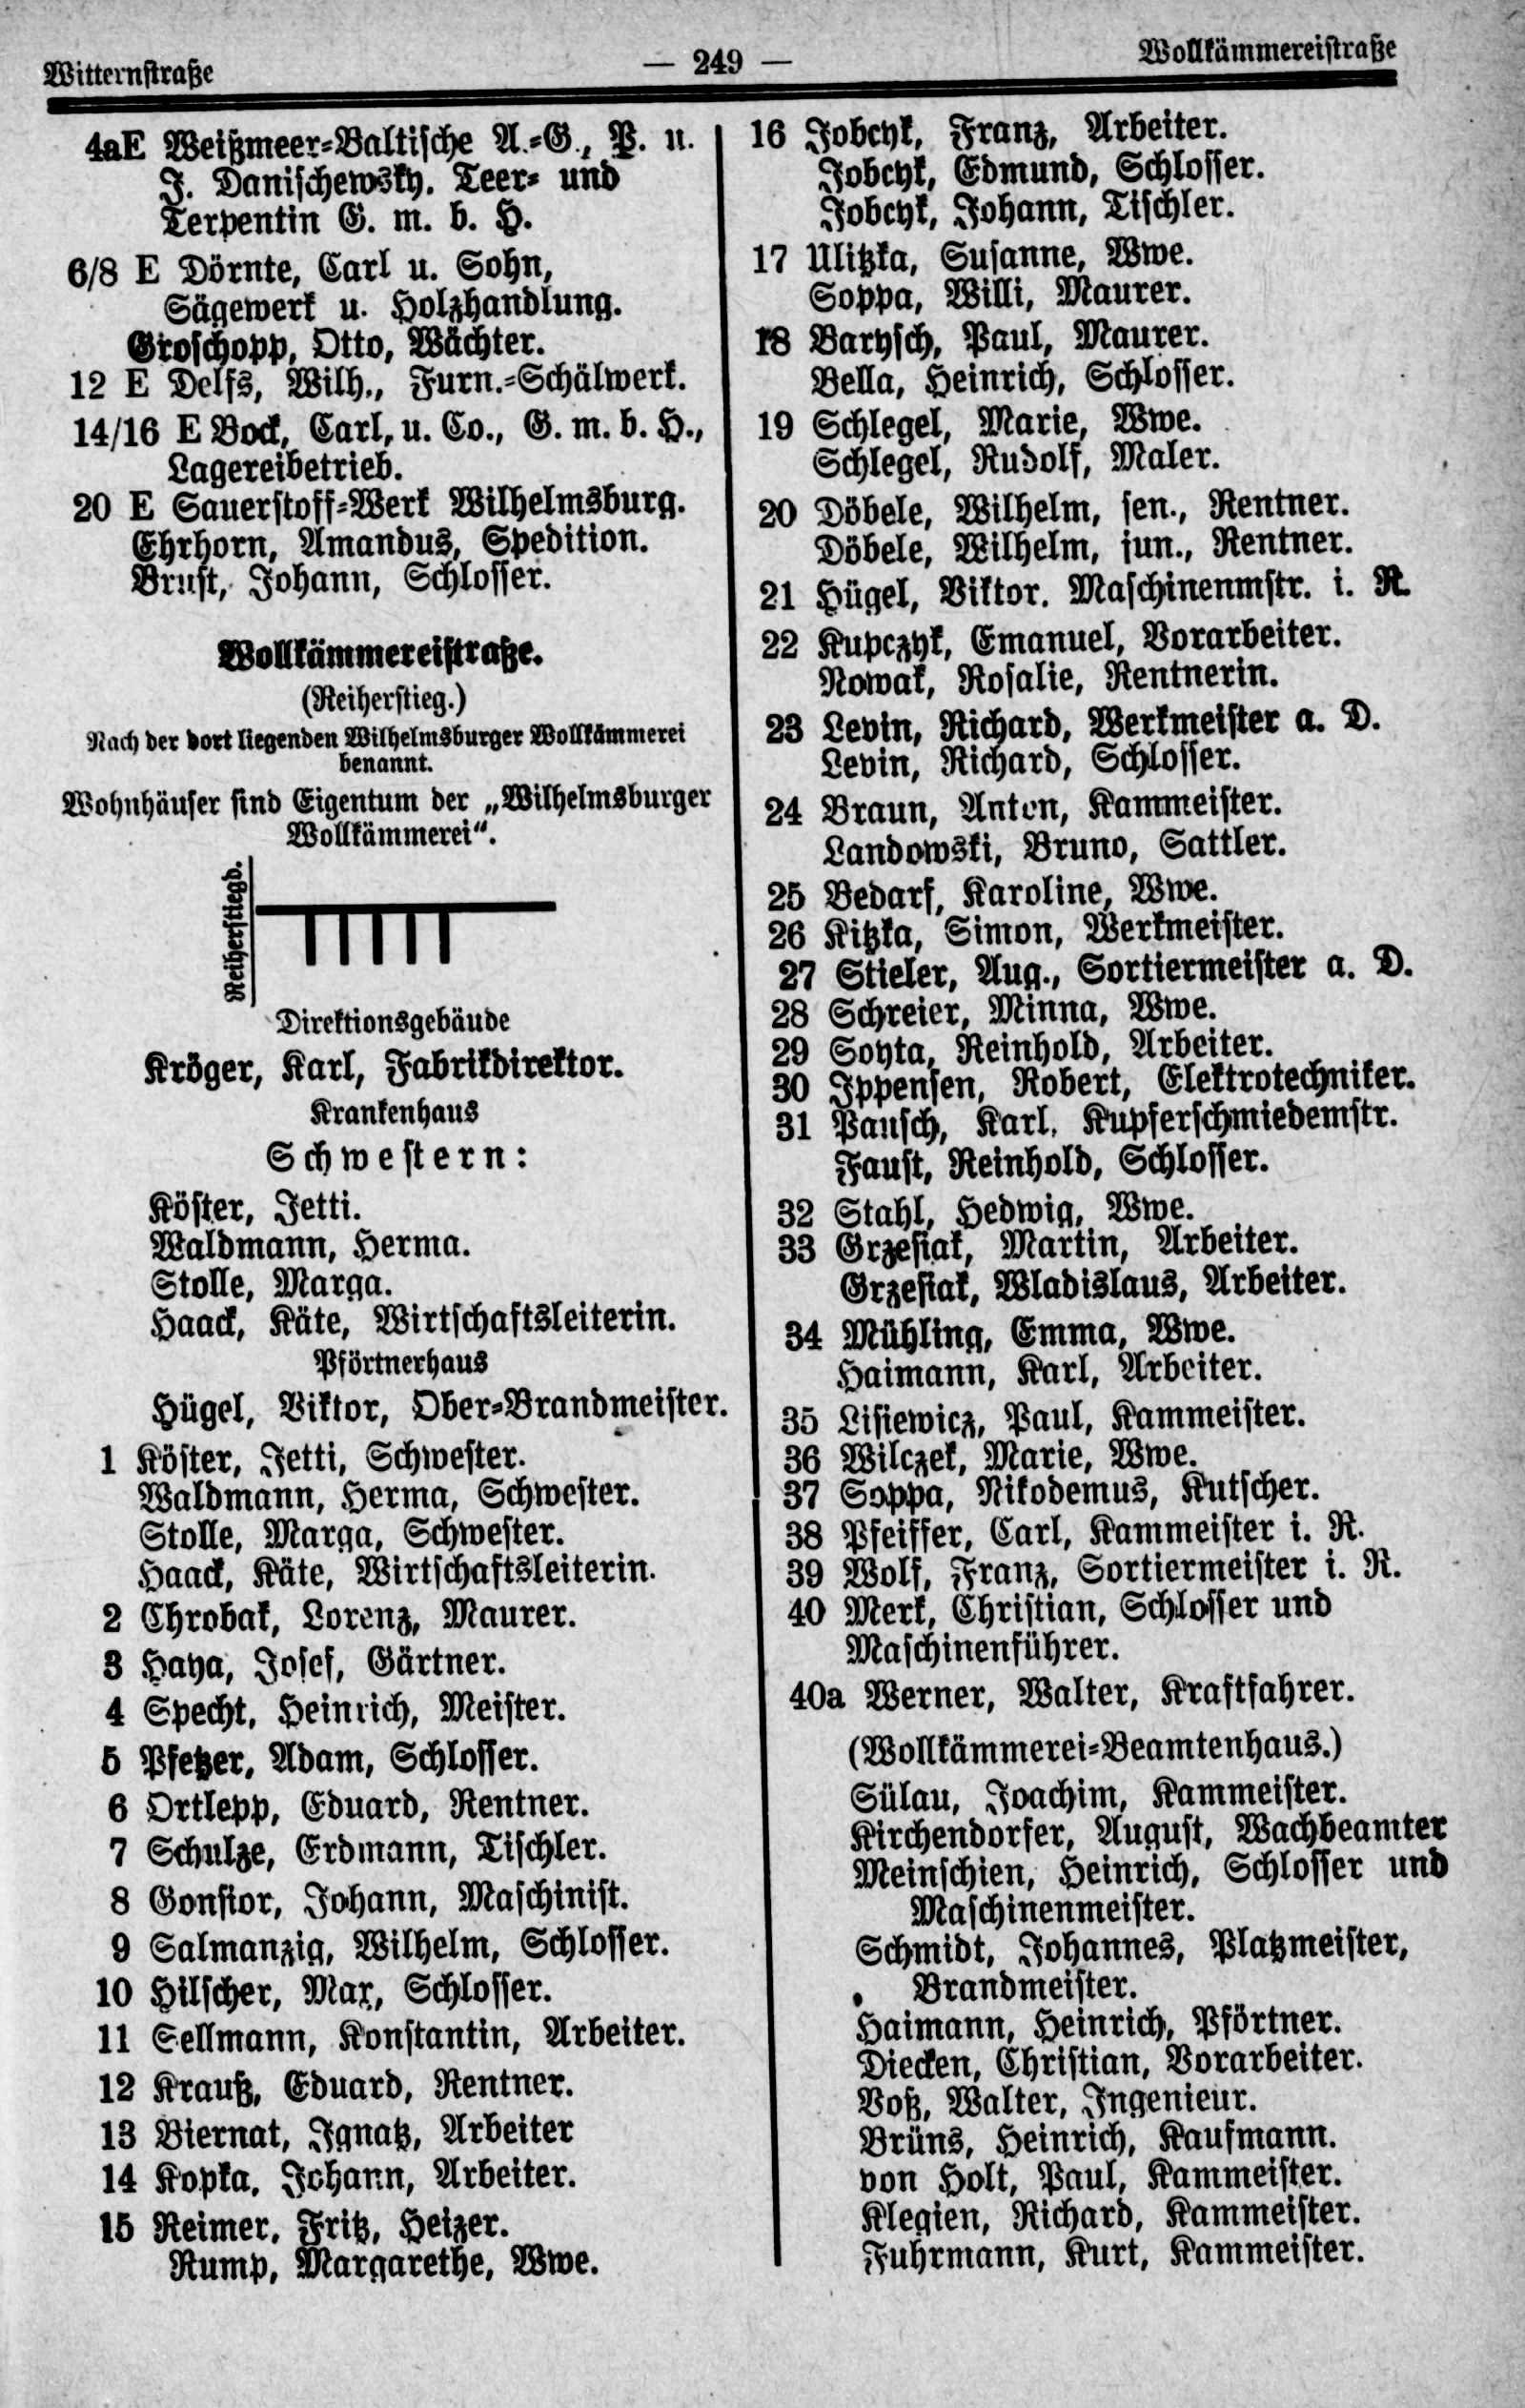 Witternstraße
— 249 —
Wollkämmereistraße
4aE Weißmeer-Baltische A.-G., P. u.
J. Danischewsky. Teer- und
Terpentin G. m. b. H.
6/8 E Dörnte, Carl u. Sohn,
Sägewerk u. Holzhandlung.
Groschopp, Otto, Wächter.
12 E Delfs, Wilh., Furn.-Schälwerk.
14/16 E Bock, Carl, u. Co., G. m. b. H.,
Lagereibetrieb.
20 E Sauerstoff-Werk Wilhelmsburg.
Ehrhorn, Amandus, Spedition.
Brust, Johann, Schlosser.
Wollkämmereistraße.
(Reiherstieg.)
Nach der dort liegenden Wilhelmsburger Wollkämmerei
benannt.
Wohnhäuser sind Eigentum der „Wilhelmsburger
Wollkämmerei“.
Reiherstiegd.
Direktionsgebäude
Kröger, Karl, Fabrikdirektor.
Krankenhaus
Schwestern:
Köster, Jetti.
Waldmann, Herma.
Stolle, Marga.
Haack, Käte, Wirtschaftsleiterin.
Pförtnerhaus
Hügel, Viktor, Ober-Brandmeister.
1 Köster, Jetti, Schwester.
Waldmann, Herma, Schwester.
Stolle, Marga, Schwester.
Haack, Käte, Wirtschaftsleiterin.
2 Chrobak, Lorenz, Maurer.
3 Haya, Josef, Gärtner.
4 Specht, Heinrich, Meister.
5 Pfetzer, Adam, Schlosser.
6 Ortlepp, Eduard, Rentner.
7 Schulze, Erdmann, Tischler.
8 Gonsior, Johann, Maschinist.
9 Salmanzig, Wilhelm, Schlosser.
10 Hilscher, Max, Schlosser.
11 Sellmann, Konstantin, Arbeiter.
12 Krauß, Eduard, Rentner.
13 Biernat, Ignatz, Arbeiter
14 Kopka, Johann, Arbeiter.
15 Reimer, Fritz, Heizer.
Rump, Margarethe, Wwe.
16 Jobcyk, Franz, Arbeiter.
Jobcyk, Edmund, Schlosser.
Jobcyk, Johann, Tischler.
17 Ulitzka, Susanne, Wwe.
Soppa, Willi, Maurer.
18 Barysch, Paul, Maurer.
Bella, Heinrich, Schlosser.
19 Schlegel, Marie, Wwe.
Schlegel, Rudolf, Maler.
20 Döbele, Wilhelm, sen., Rentner.
Döbele, Wilhelm, jun., Rentner.
21 Hügel, Viktor. Maschinenmstr. i. R.
22 Kupczyk, Emanuel, Vorarbeiter.
Nowak, Rosalie, Rentnerin.
23 Levin, Richard, Werkmeister a. D.
Levin, Richard, Schlosser.
24 Braun, Anton, Kammeister.
Landowski, Bruno, Sattler.
25 Bedarf, Karoline, Wwe.
26 Kitzka, Simon, Werkmeister.
27 Stieler, Aug., Sortiermeister a. D.
28 Schreier, Minna, Wwe.
29 Soyta, Reinhold, Arbeiter.
30 Ippensen, Robert, Elektrotechniker.
31 Pausch, Karl. Kupferschmiedemstr.
Faust, Reinhold, Schlosser.
32 Stahl, Hedwig, Wwe.
33 Grzesiak, Martin, Arbeiter.
Grzesiak, Wladislaus, Arbeiter.
34 Mühling, Emma, Wwe.
Haimann, Karl, Arbeiter.
35 Lisiewicz, Paul, Kammeister.
36 Wilczek, Marie, Wwe.
37 Soppa, Nikodemus, Kutscher.
38 Pfeiffer, Carl, Kammeister i. R.
39 Wolf, Franz, Sortiermeister i. R.
40 Merk, Christian, Schlosser und
Maschinenführer.
40a Werner, Walter, Kraftfahrer.
(Wollkämmerei-Beamtenhaus.)
Sülau, Joachim, Kammeister.
Kirchendorfer, August, Wachbeamter
Meinschien, Heinrich, Schlosser und
Maschinenmeister.
Schmidt, Johannes, Platzmeister,
Brandmeister.
Haimann, Heinrich, Pförtner.
Diecken, Christian, Vorarbeiter.
Voß, Walter, Ingenieur.
Brüns, Heinrich, Kaufmann.
von Holt, Paul, Kammeister.
Klegien, Richard, Kammeister.
Fuhrmann, Kurt, Kammeister.